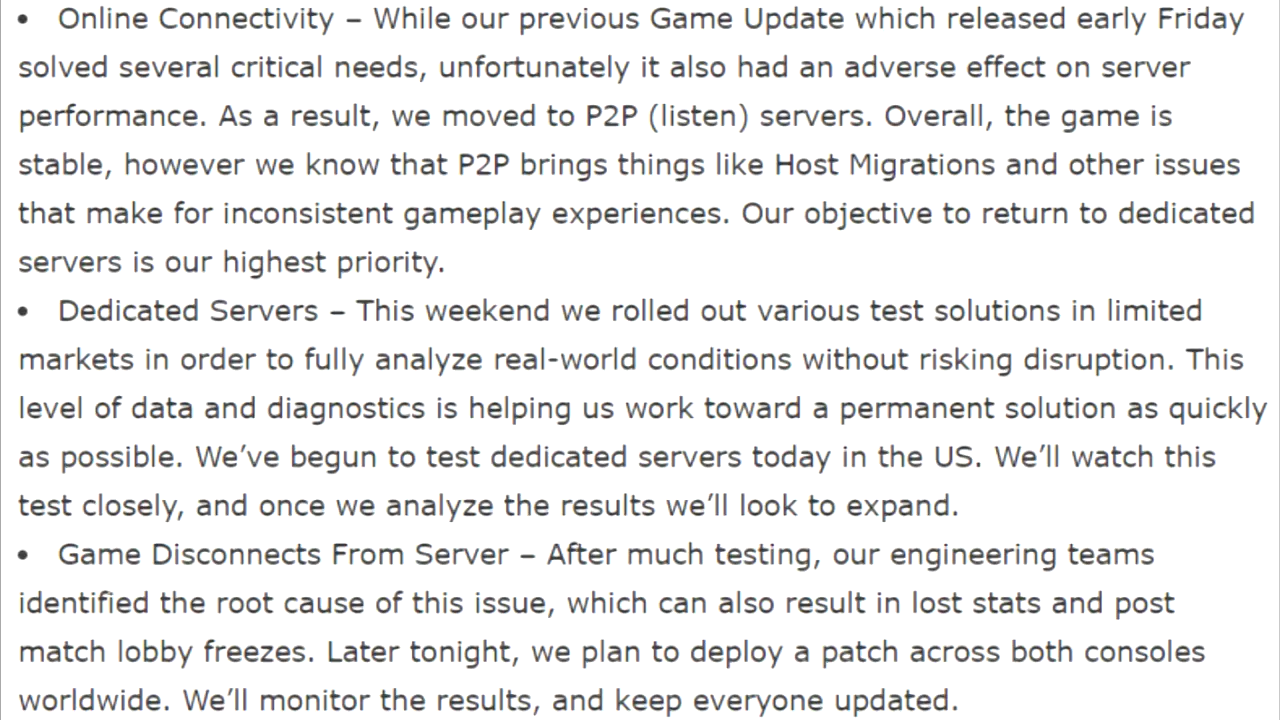 • Online Connectivity – While our previous Game Update which released early Friday
solved several critical needs, unfortunately it also had an adverse effect on server
performance. As a result, we moved to P2P (listen) servers. Overall, the game is
stable, however we know that P2P brings things like Host Migrations and other issues
that make for inconsistent gameplay experiences. Our objective to return to dedicated
servers is our highest priority.
• Dedicated Servers – This weekend we rolled out various test solutions in limited
markets in order to fully analyze real-world conditions without risking disruption. This
level of data and diagnostics is helping us work toward a permanent solution as quickly
as possible. We’ve begun to test dedicated servers today in the US. We’ll watch this
test closely, and once we analyze the results we’ll look to expand.
• Game Disconnects From Server – After much testing, our engineering teams
identified the root cause of this issue, which can also result in lost stats and post
match lobby freezes. Later tonight, we plan to deploy a patch across both consoles
worldwide. We’ll monitor the results, and keep everyone updated.